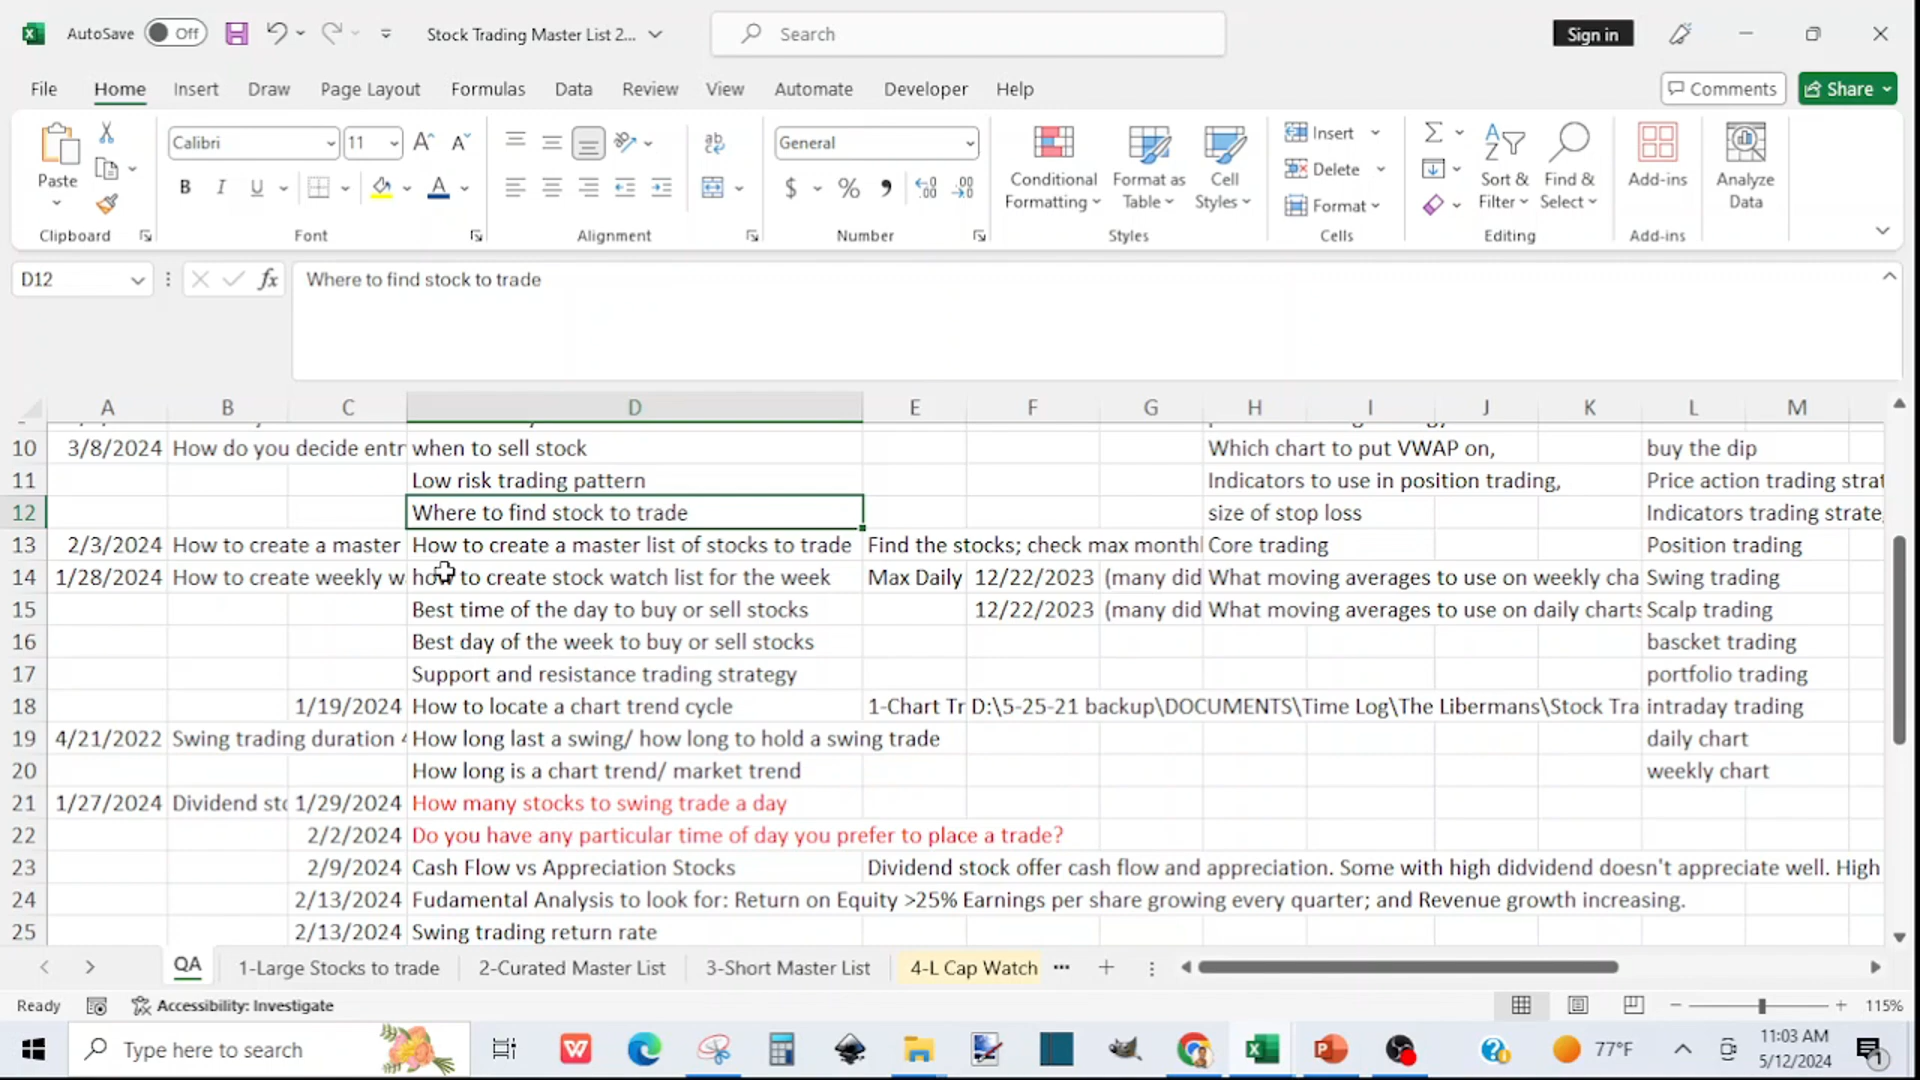 AutoSave Off Stock Trading Master List 2... Search Sign in
File Home Insert Draw Page Layout Formulas Data Review View Automate Developer Help Comments Share
Paste Calibri 11 General Conditional Formatting Format as Table Cell Styles Insert Delete Format Sort & Filter Find & Select Add-ins Analyze Data
Clipboard Font Alignment Number Styles Cells Editing Add-ins
D12 fx Where to find stock to trade
A B C D E F G H I J K L M
10 3/8/2024 How do you decide entr when to sell stock Which chart to put VWAP on, buy the dip
11 Low risk trading pattern Indicators to use in position trading, Price action trading strat
12 Where to find stock to trade size of stop loss Indicators trading strate
13 2/3/2024 How to create a master How to create a master list of stocks to trade Find the stocks; check max monthl Core trading Position trading
14 1/28/2024 How to create weekly w how to create stock watch list for the week Max Daily 12/22/2023 (many did What moving averages to use on weekly cha Swing trading
15 Best time of the day to buy or sell stocks 12/22/2023 (many did What moving averages to use on daily charts Scalp trading
16 Best day of the week to buy or sell stocks bascket trading
17 Support and resistance trading strategy portfolio trading
18 1/19/2024 How to locate a chart trend cycle 1-Chart Tr D:\5-25-21 backup\DOCUMENTS\Time Log\The Libermans\Stock Tra intraday trading
19 4/21/2022 Swing trading duration How long last a swing/ how long to hold a swing trade daily chart
20 How long is a chart trend/ market trend weekly chart
21 1/27/2024 Dividend sto 1/29/2024 How many stocks to swing trade a day
22 2/2/2024 Do you have any particular time of day you prefer to place a trade?
23 2/9/2024 Cash Flow vs Appreciation Stocks Dividend stock offer cash flow and appreciation. Some with high didvidend doesn't appreciate well. High
24 2/13/2024 Fudamental Analysis to look for: Return on Equity >25% Earnings per share growing every quarter; and Revenue growth increasing.
25 2/13/2024 Swing trading return rate
QA 1-Large Stocks to trade 2-Curated Master List 3-Short Master List 4-L Cap Watch ...
Ready Accessibility: Investigate 115%
Type here to search 77°F 11:03 AM
5/12/2024